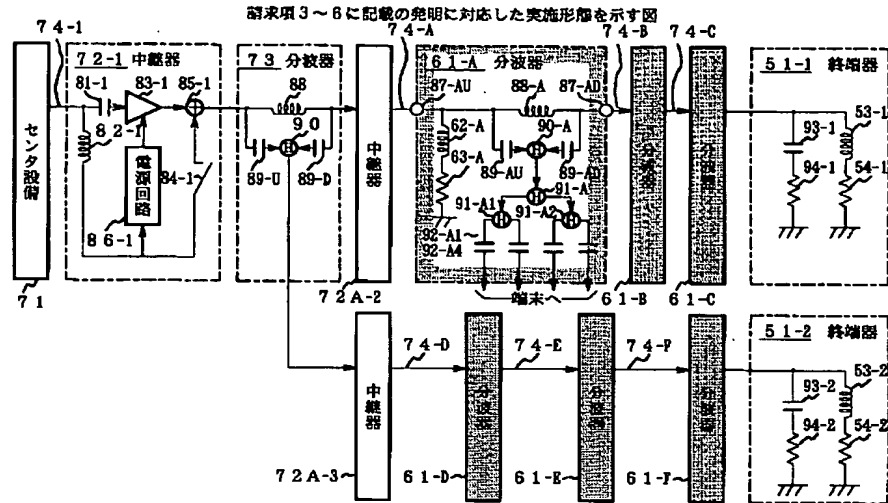 請求項3～6に記載の発明に対応した実施形態を示す図
74-1
74-A
74-B
74-C
72-1 中継器
81-1
83-1
85-1
82-1
84-1
電源回路
86-1
センタ設備
71
73 分波器
88
90
89-U
89-D
中継器
72A-2
61-A 分波器
87-AU
88-A
87-AD
62-A
90-A
63-A
89-AU
89-AD
91-A
91-A1
91-A2
92-A1
92-A4
端末へ
分波器
61-B
分波器
61-C
51-1 終端器
93-1
53-1
94-1
54-1
中継器
72A-3
74-D
分波器
61-D
74-E
分波器
61-E
74-F
分波器
61-F
51-2 終端器
93-2
53-2
94-2
54-2